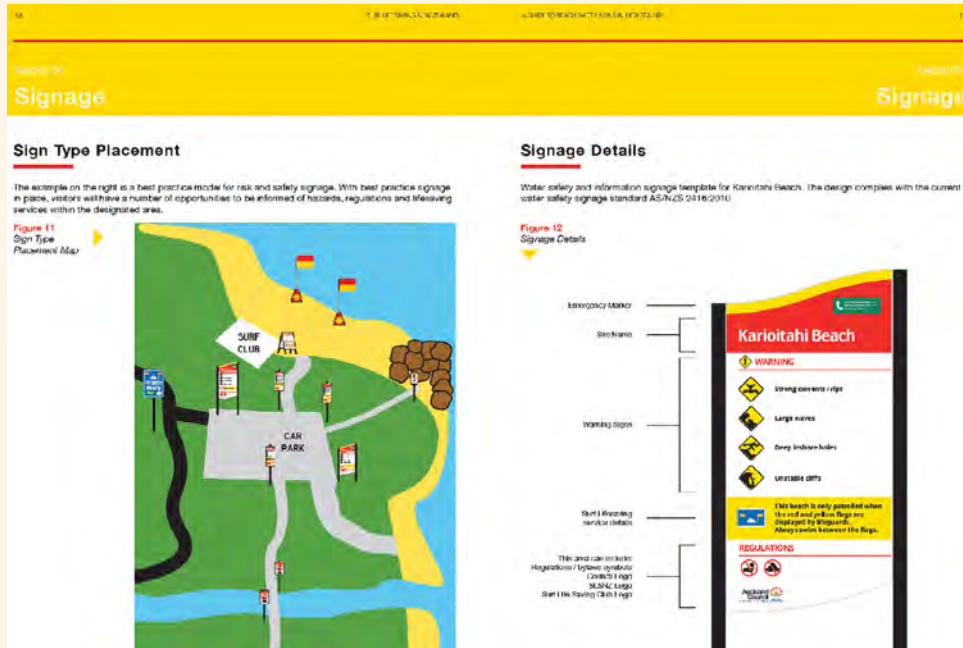 SURF LIFE SAVING NEW ZEALAND
Signage
Signage
Sign Type Placement
The example on the right is a best practice model for risk and safety signage. With best practice signage
in place, visitors will have a number of opportunities to be informed of hazards, regulations and lifesaving
services within the designated area.
Figure 11
Sign Type
Placement Map
SURF
CLUB
CAR
PARK
Signage Details
Water safety and information signage template for Karioitahi Beach. The design complies with the current
water safety signage standard AS/NZS 2416:2010
Figure 12
Signage Details
Emergency Marker
Site Name
Warning Signs
Surf Lifesaving
service details
This area can include:
Regulations / bylaws symbols
Council Logo
SLSNZ Logo
Surf Life Saving Club Logo
Karioitahi Beach
WARNING
Strong currents / rips
Large waves
Deep inshore holes
Unstable cliffs
This beach is only patrolled when
the red and yellow flags are
displayed by lifeguards.
Always swim between the flags.
REGULATIONS
Auckland
Council